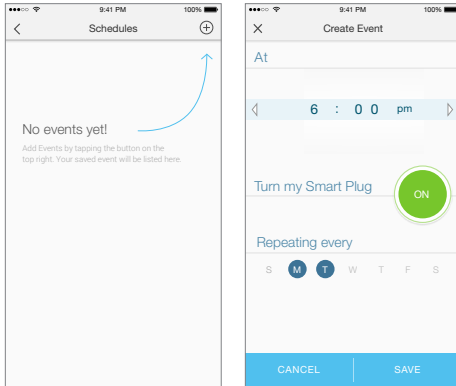 9:41 PM
100%
Schedules
No events yet!
Add Events by tapping the button on the
top right. Your saved event will be listed here.
9:41 PM
100%
Create Event
At
6 : 0 0 pm
Turn my Smart Plug
ON
Repeating every
S M T W T F S
CANCEL
SAVE